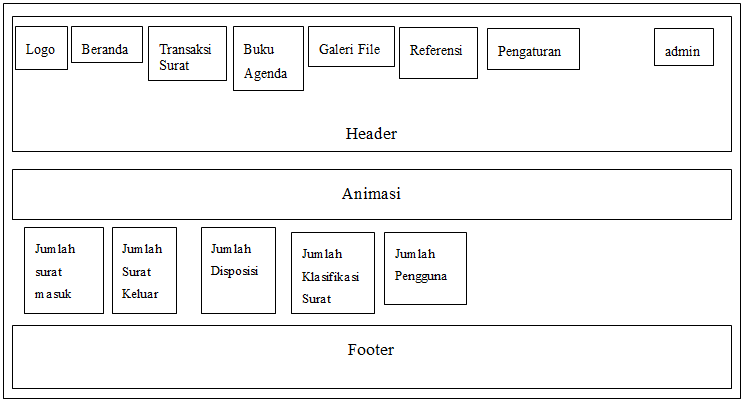 Logo
Beranda
Transaksi
Surat
Buku
Agenda
Galeri File
Referensi
Pengaturan
admin
Header
Animasi
Jumlah
surat
masuk
Jumlah
Surat
Keluar
Jumlah
Disposisi
Jumlah
Klasifikasi
Surat
Jumlah
Pengguna
Footer